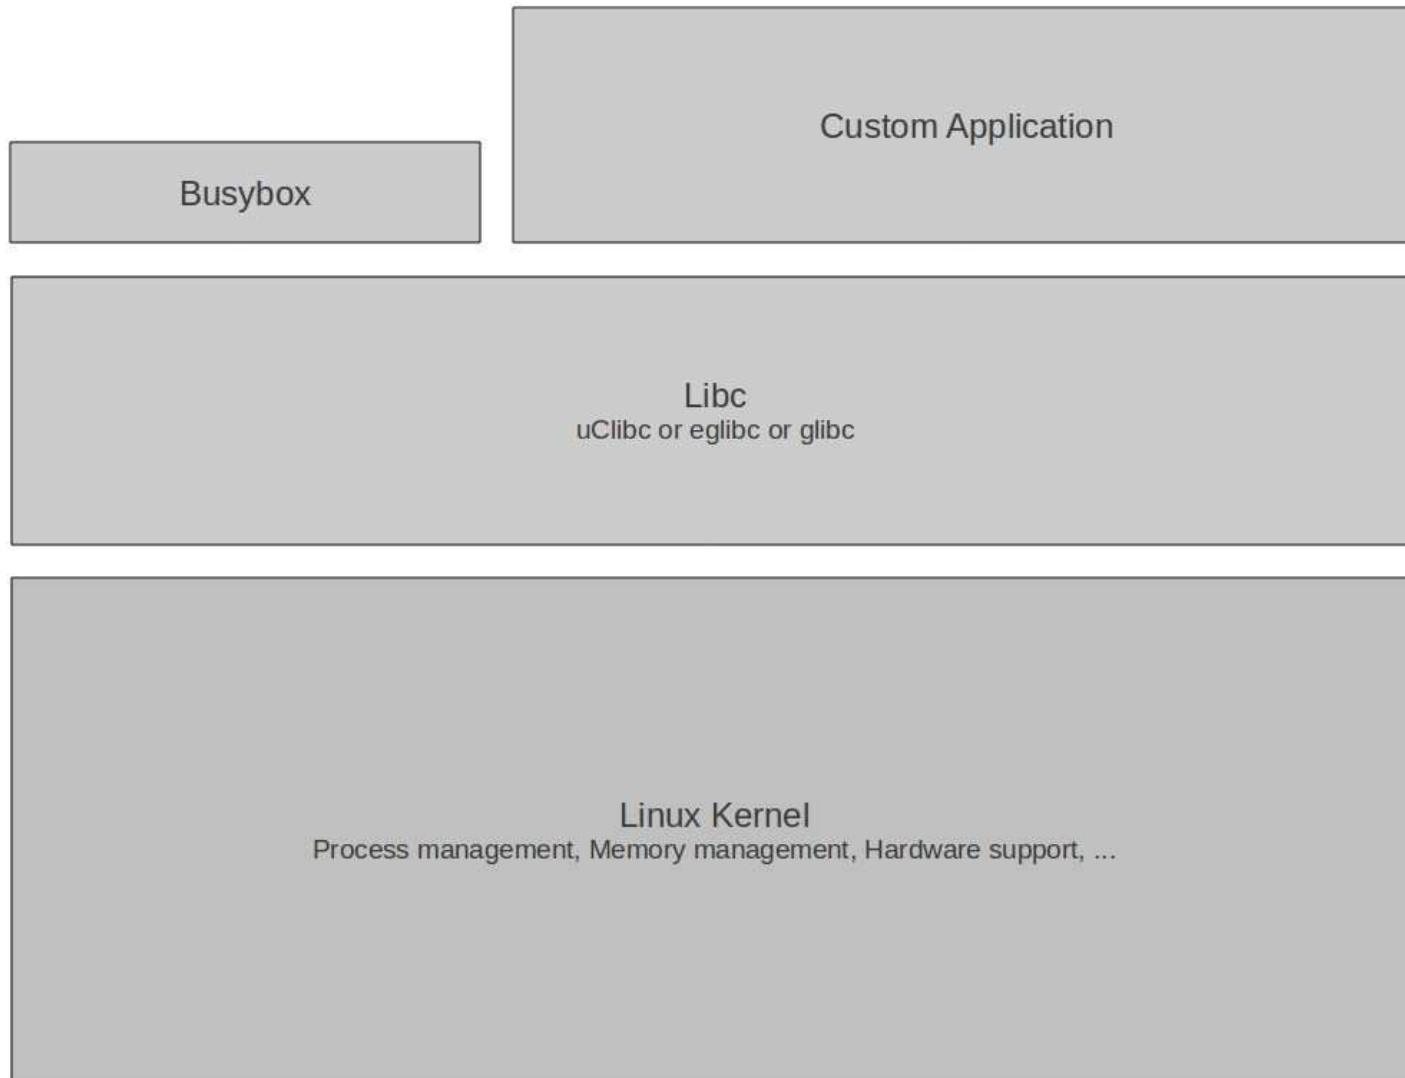 Custom Application
Busybox
Libc
uClibc or eglibc or glibc
Linux Kernel
Process management, Memory management, Hardware support, ...